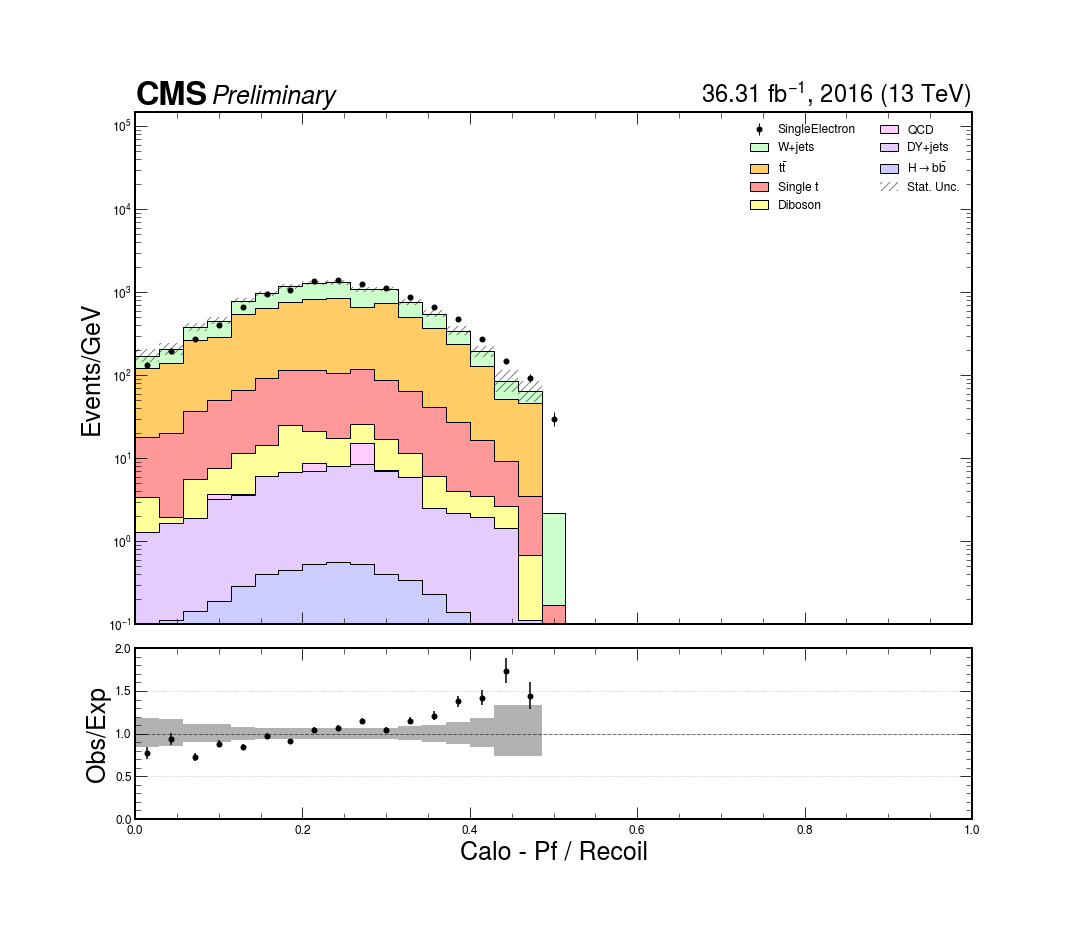 CMS Preliminary
36.31 fb⁻¹, 2016 (13 TeV)
SingleElectron
W+jets
tt̄
Single t
Diboson
QCD
DY+jets
H→bb̄
Stat. Unc.
Events/GeV
10⁵
10⁴
10³
10²
10¹
10⁰
10⁻¹
Obs/Exp
2.0
1.5
1.0
0.5
0.0
0.0 0.2 0.4 0.6 0.8 1.0
Calo - Pf / Recoil